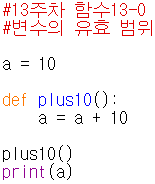 #13주차 함수13-0
#변수의 유효 범위
a = 10
def plus10():
    a = a + 10
plus10()
print(a)